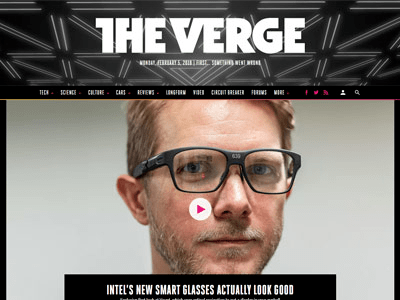 THE VERGE
MONDAY, FEBRUARY 5, 2018 | FIRST... SOMETHING WENT WRONG
TECH SCIENCE CULTURE CARS REVIEWS LONGFORM VIDEO CIRCUIT BREAKER FORUMS MORE
INTEL'S NEW SMART GLASSES ACTUALLY LOOK GOOD